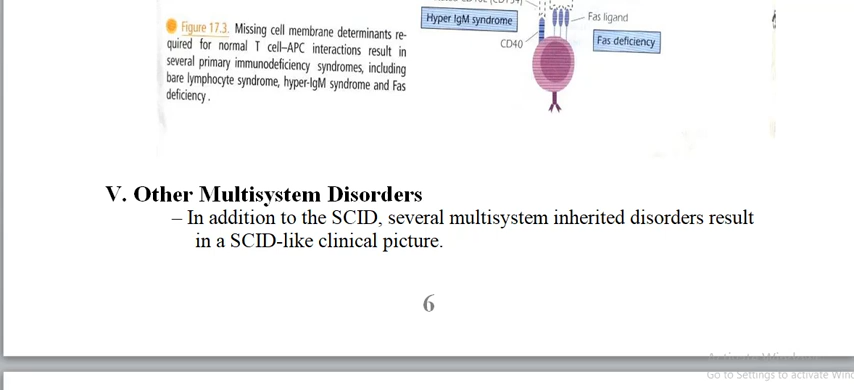 Hyper IgM syndrome
Fas ligand
CD40
Fas deficiency
Figure 17.3. Missing cell membrane determinants re-
quired for normal T cell–APC interactions result in
several primary immunodeficiency syndromes, including
bare lymphocyte syndrome, hyper-IgM syndrome and Fas
deficiency.
V. Other Multisystem Disorders
– In addition to the SCID, several multisystem inherited disorders result
in a SCID-like clinical picture.
6
Go to Settings to activate Wind